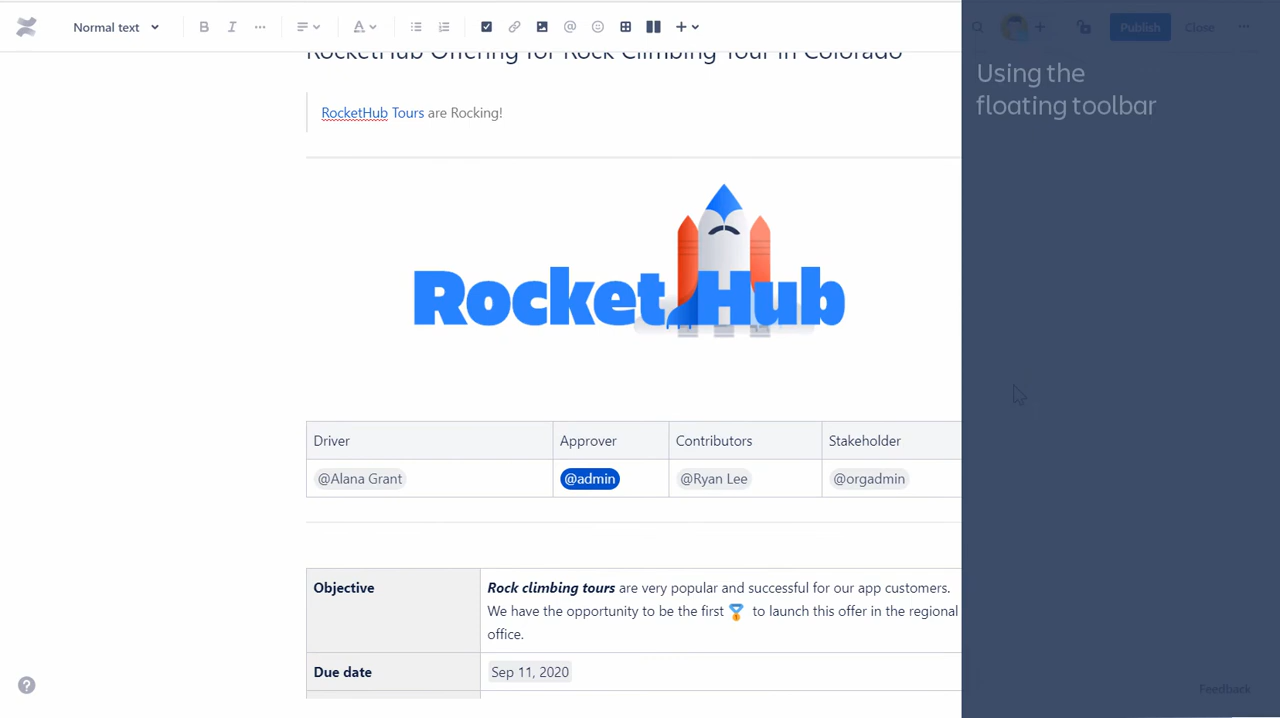 Normal text
Publish
Close
RocketHub Offering for Rock Climbing Tour in Colorado
Using the
floating toolbar
RocketHub Tours are Rocking!
Rocket Hub
Driver
Approver
Contributors
Stakeholder
@Alana Grant
@admin
@Ryan Lee
@orgadmin
Objective
Rock climbing tours are very popular and successful for our app customers.
We have the opportunity to be the first to launch this offer in the regional
office.
Due date
Sep 11, 2020
Feedback